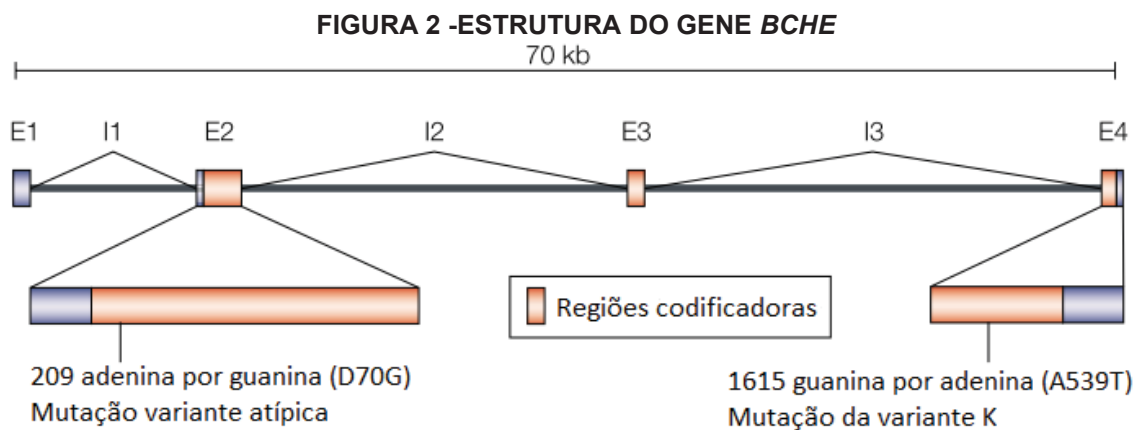 FIGURA 2 -ESTRUTURA DO GENE BCHE
70 kb
E1 I1 E2 I2 E3 I3 E4
Regiões codificadoras
209 adenina por guanina (D70G)
Mutação variante atípica
1615 guanina por adenina (A539T)
Mutação da variante K